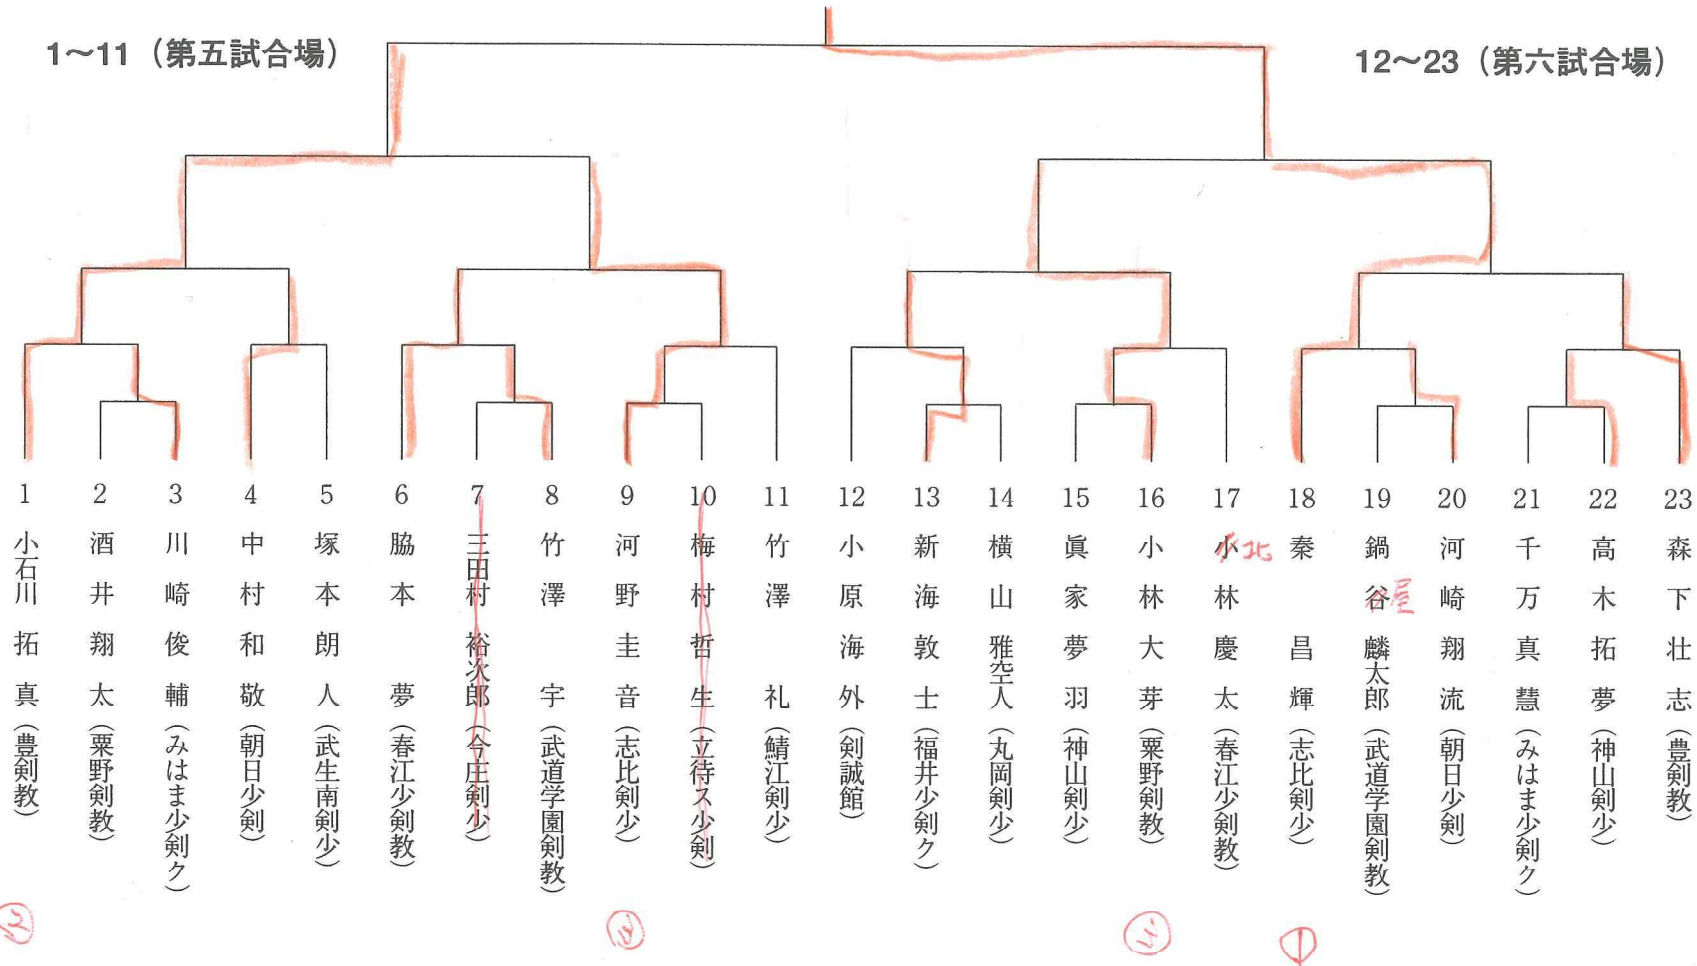 1～11（第五試合場）
12～23（第六試合場）
1 小石川 拓真（豊剣教）
2 酒井 翔太（粟野剣教）
3 川崎 俊輔（みはま少剣ク）
4 中村 和敬（朝日少剣）
5 塚本 朗人（武生南剣少）
6 脇本 夢（春江少剣教）
7 三田村 裕次郎（今庄剣少）
8 竹澤 宇（武道学園剣教）
9 河野 圭音（志比剣少）
10 梅村 哲生（立待ス少剣）
11 竹澤 礼（鯖江剣少）
12 小原 海外（剣誠館）
13 新海 敦士（福井少剣ク）
14 横山 雅空人（丸岡剣少）
15 眞家 夢羽（神山剣少）
16 小林 大芽（粟野剣教）
17 小北林 慶太（春江少剣教）
18 秦 昌輝（志比剣少）
19 鍋谷屋 麟太郎（武道学園剣教）
20 河崎 翔流（朝日少剣）
21 千万 真慧（みはま少剣ク）
22 高木 拓夢（神山剣少）
23 森下 壮志（豊剣教）